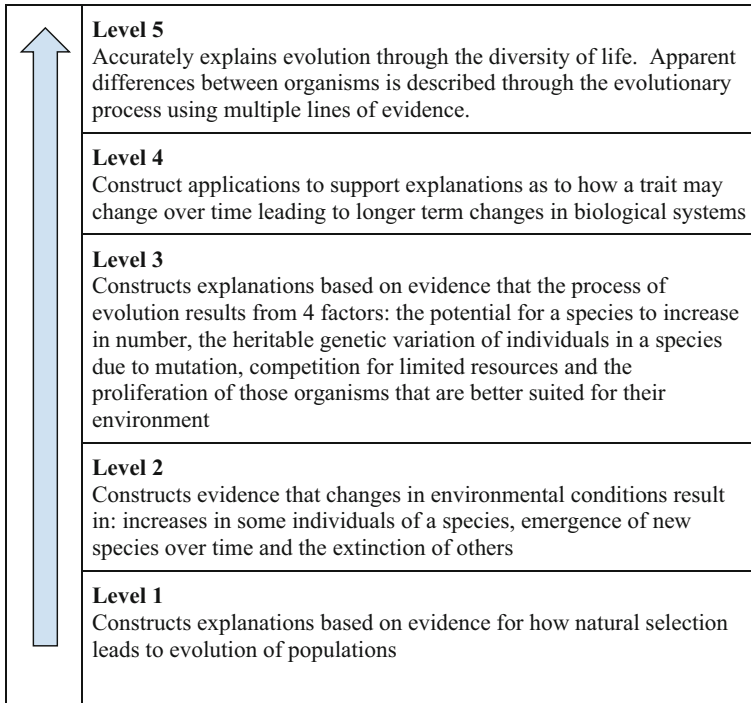 Level 5
Accurately explains evolution through the diversity of life. Apparent
differences between organisms is described through the evolutionary
process using multiple lines of evidence.
Level 4
Construct applications to support explanations as to how a trait may
change over time leading to longer term changes in biological systems
Level 3
Constructs explanations based on evidence that the process of
evolution results from 4 factors: the potential for a species to increase
in number, the heritable genetic variation of individuals in a species
due to mutation, competition for limited resources and the
proliferation of those organisms that are better suited for their
environment
Level 2
Constructs evidence that changes in environmental conditions result
in: increases in some individuals of a species, emergence of new
species over time and the extinction of others
Level 1
Constructs explanations based on evidence for how natural selection
leads to evolution of populations